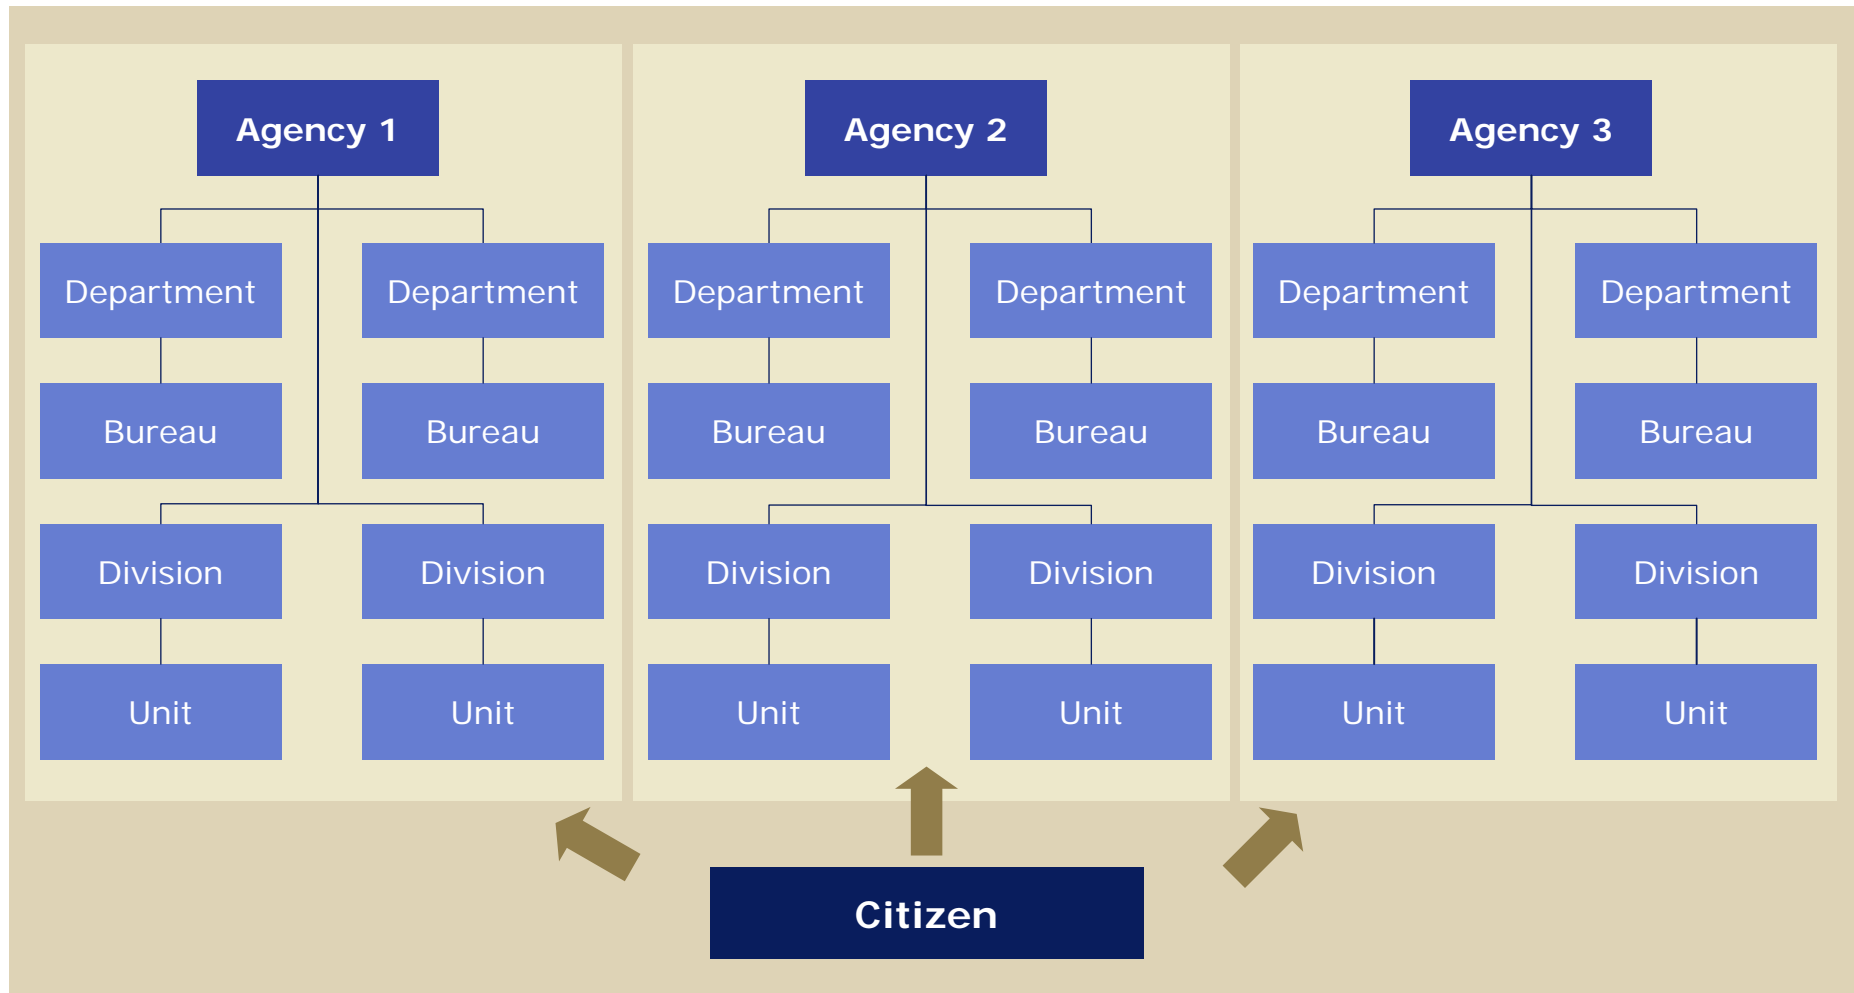 Agency 1
Agency 2
Agency 3
Department
Department
Department
Department
Department
Department
Bureau
Bureau
Bureau
Bureau
Bureau
Bureau
Division
Division
Division
Division
Division
Division
Unit
Unit
Unit
Unit
Unit
Unit
Citizen